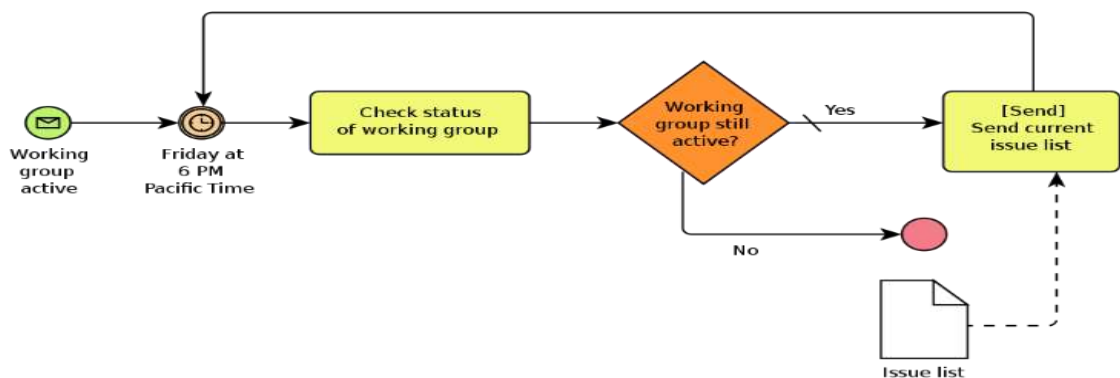 Working
group
active
Friday at
6 PM
Pacific Time
Check status
of working group
Working
group still
active?
Yes
[Send]
Send current
issue list
No
Issue list